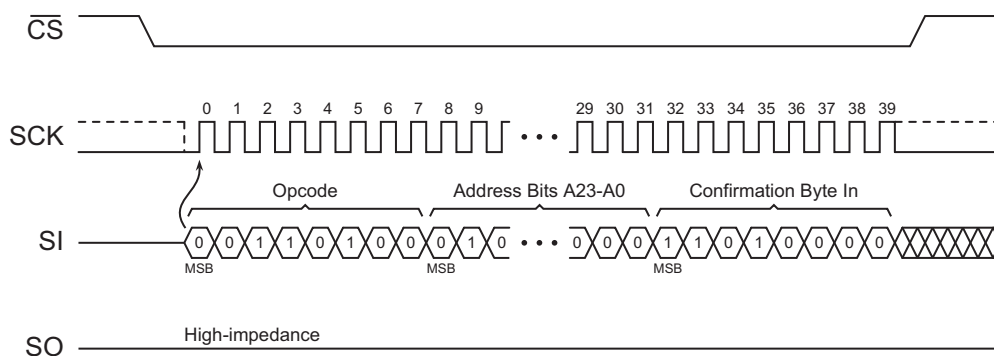 CS
0 1 2 3 4 5 6 7 8 9 29 30 31 32 33 34 35 36 37 38 39
SCK
Opcode Address Bits A23-A0 Confirmation Byte In
SI 0 0 1 1 0 1 0 0 0 1 0 0 0 0 1 1 0 1 0 0 0 0
MSB MSB MSB
High-impedance
SO